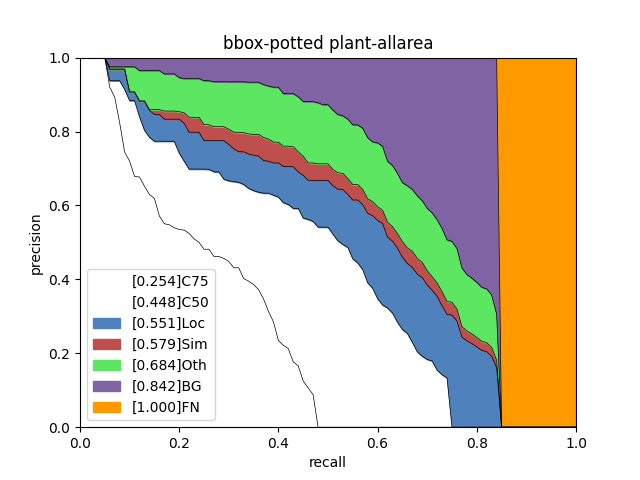 bbox-potted plant-allarea
precision
1.0
0.8
0.6
0.4
0.2
0.0
[0.254]C75
[0.448]C50
[0.551]Loc
[0.579]Sim
[0.684]Oth
[0.842]BG
[1.000]FN
0.0 0.2 0.4 0.6 0.8 1.0
recall